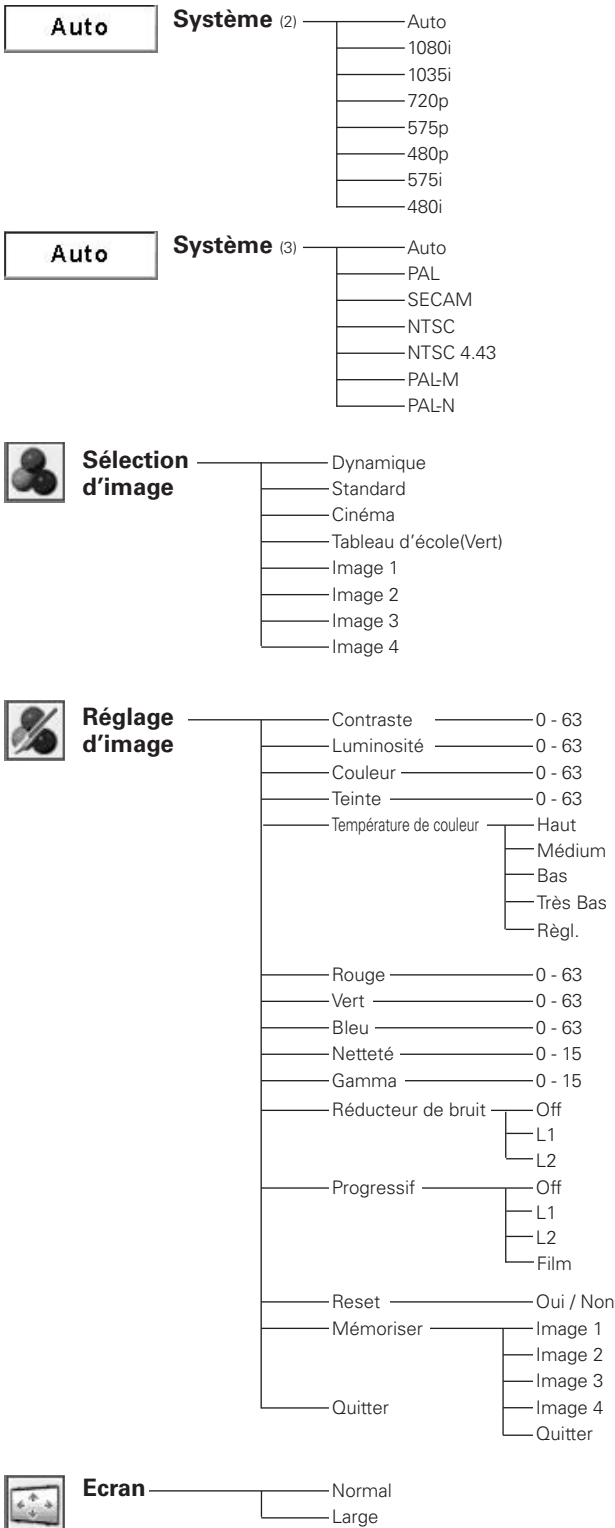 Auto
Système (2)
Auto
1080i
1035i
720p
575p
480p
575i
480i
Auto
Système (3)
Auto
PAL
SECAM
NTSC
NTSC 4.43
PAL-M
PAL-N
Sélection
d’image
Dynamique
Standard
Cinéma
Tableau d’école(Vert)
Image 1
Image 2
Image 3
Image 4
Réglage
d’image
Contraste 0 - 63
Luminosité 0 - 63
Couleur 0 - 63
Teinte 0 - 63
Température de couleur Haut
Médium
Bas
Très Bas
Règl.
Rouge 0 - 63
Vert 0 - 63
Bleu 0 - 63
Netteté 0 - 15
Gamma 0 - 15
Réducteur de bruit Off
L1
L2
Progressif Off
L1
L2
Film
Reset Oui / Non
Mémoriser Image 1
Image 2
Image 3
Quitter Image 4
Quitter
Ecran
Normal
Large